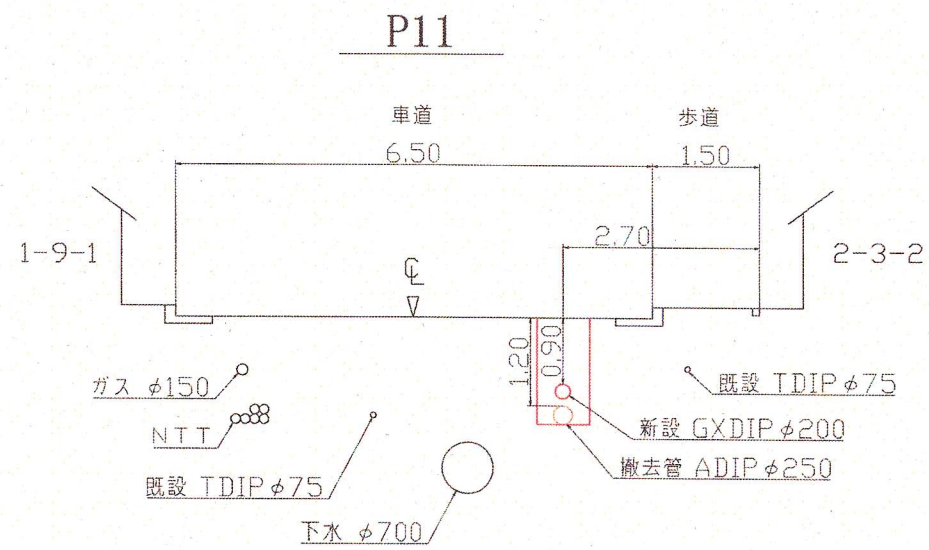 P11
車道
歩道
6.50
1.50
2.70
1-9-1
2-3-2
CL
1.20
0.90
ガス φ150
既設 TDIP φ75
NTT
新設 GXDIP φ200
撤去管 ADIP φ250
既設 TDIP φ75
下水 φ700